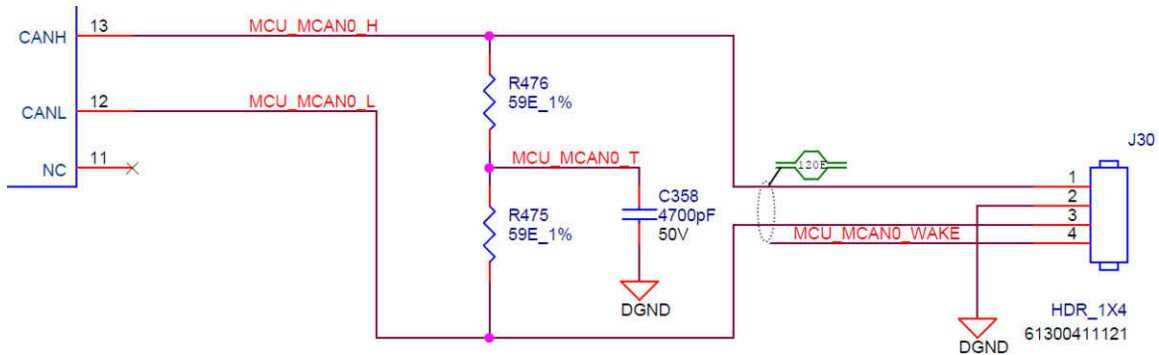 CANH
13
MCU_MCAN0_H
R476
59E_1%
CANL
12
MCU_MCAN0_L
NC
11
MCU_MCAN0_T
R475
59E_1%
C358
4700pF
50V
DGND
120E
J30
1
2
3
4
MCU_MCAN0_WAKE
DGND
HDR_1X4
61300411121